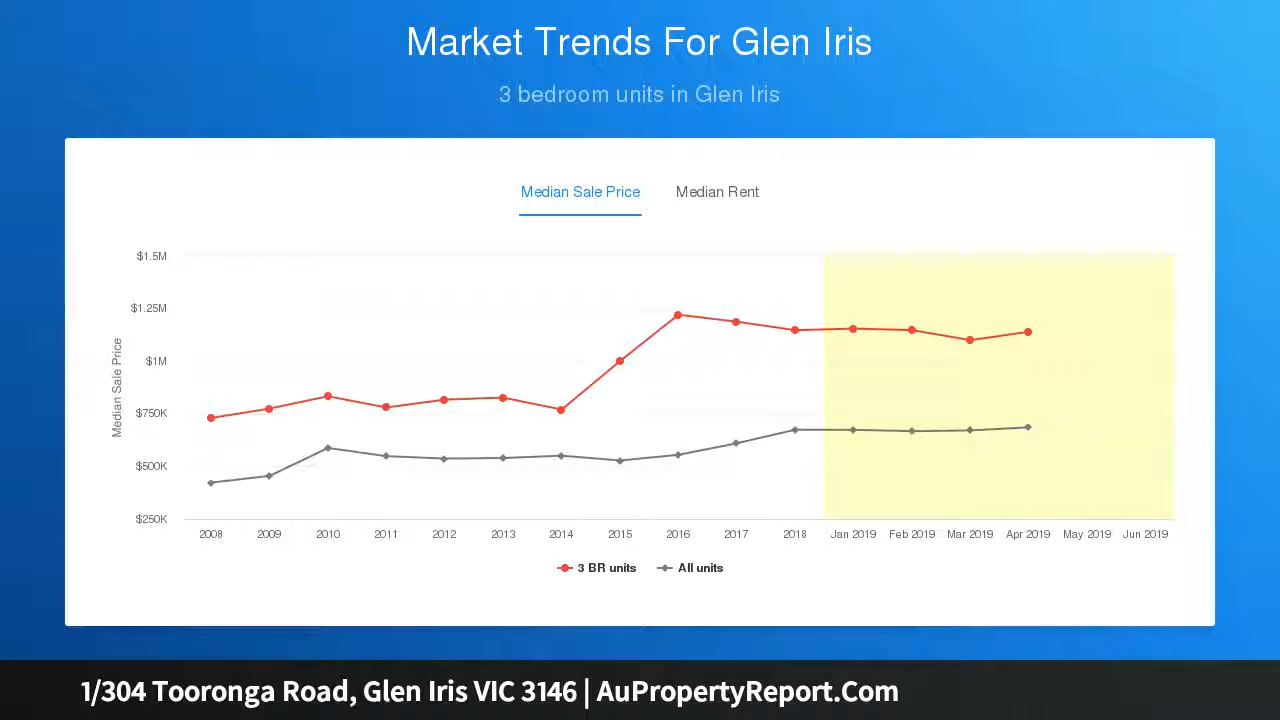 Market Trends For Glen Iris
3 bedroom units in Glen Iris
Median Sale Price Median Rent
$1.5M
$1.25M
$1M
$750K
$500K
$250K
Median Sale Price
2008 2009 2010 2011 2012 2013 2014 2015 2016 2017 2018 Jan 2019 Feb 2019 Mar 2019 Apr 2019 May 2019 Jun 2019
3 BR units All units
1/304 Tooronga Road, Glen Iris VIC 3146 | AuPropertyReport.Com